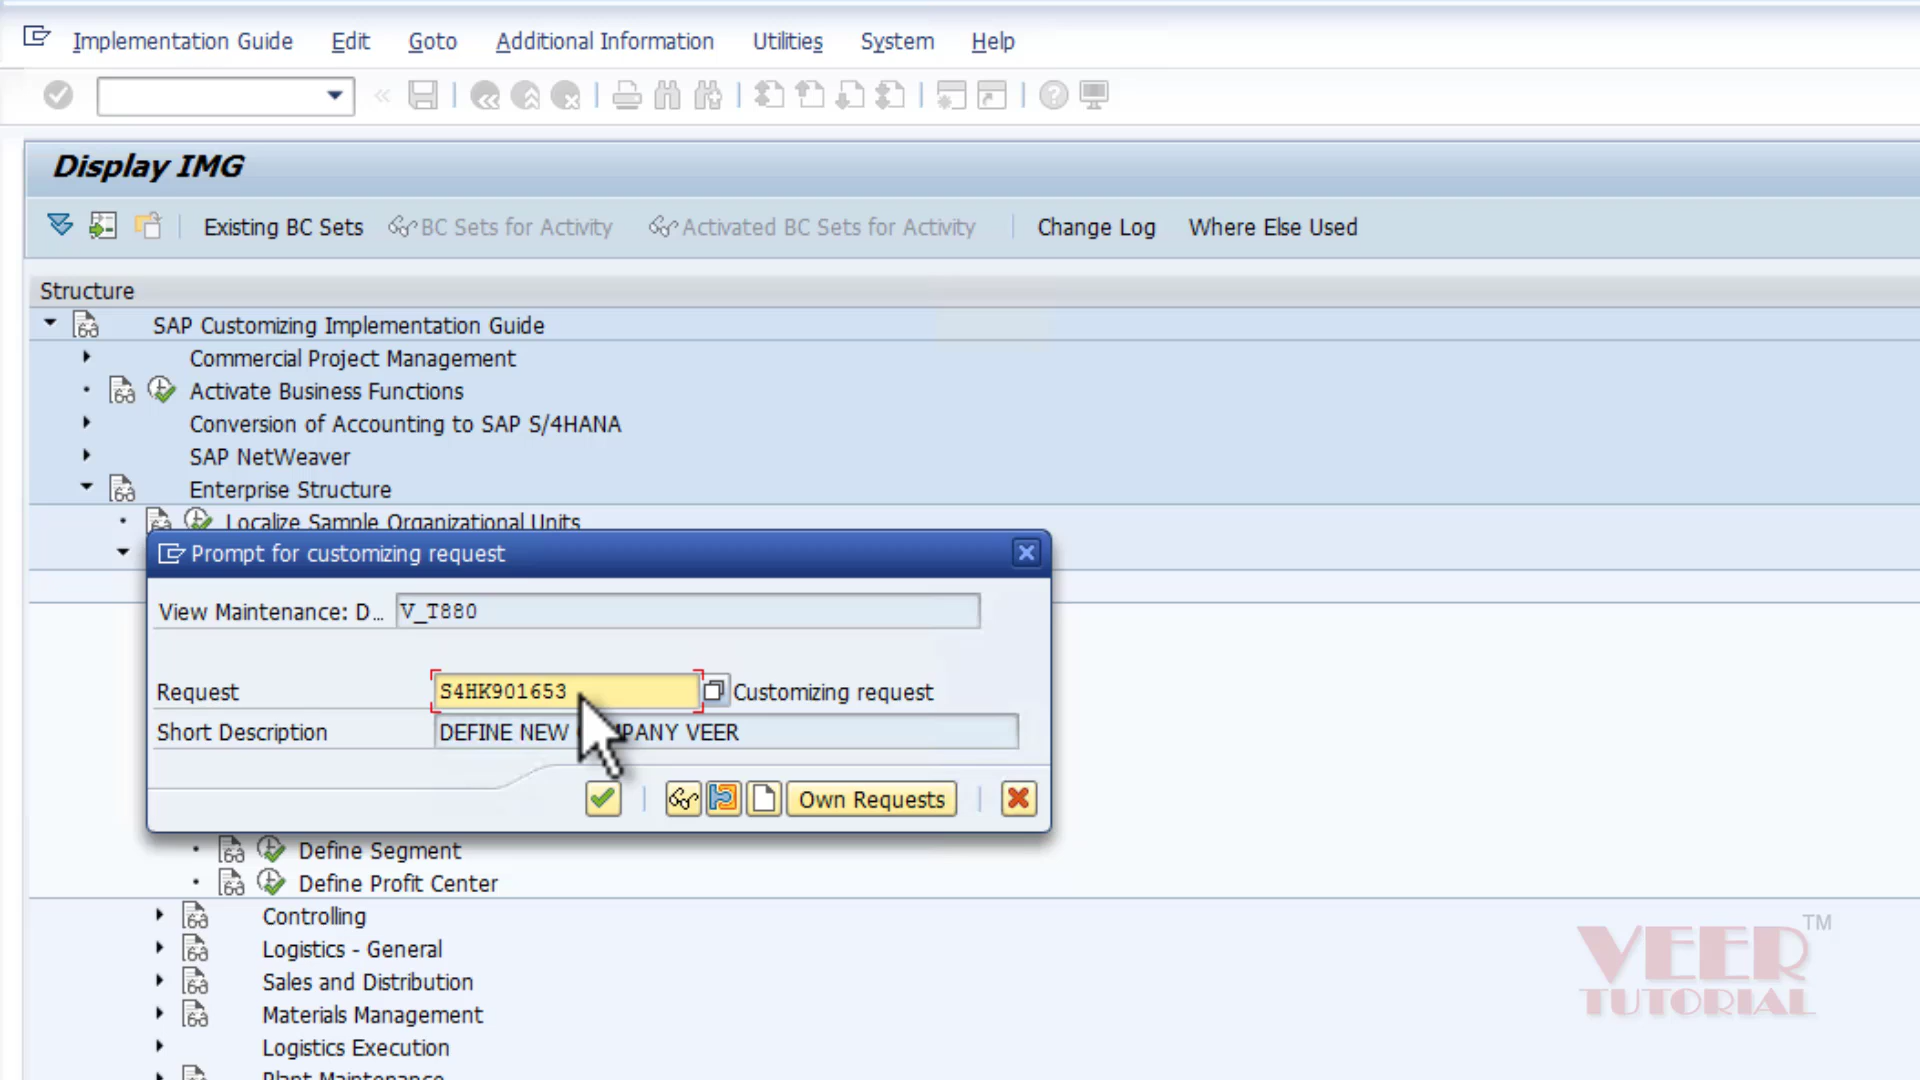 Implementation Guide Edit Goto Additional Information Utilities System Help
Display IMG
Existing BC Sets BC Sets for Activity Activated BC Sets for Activity Change Log Where Else Used
Structure
SAP Customizing Implementation Guide
Commercial Project Management
Activate Business Functions
Conversion of Accounting to SAP S/4HANA
SAP NetWeaver
Enterprise Structure
Localize Sample Organizational Units
Prompt for customizing request
View Maintenance: D... V_T880
Request S4HK901653 Customizing request
Short Description DEFINE NEW PANY VEER
Own Requests
Define Segment
Define Profit Center
Controlling
Logistics - General
Sales and Distribution
Materials Management
Logistics Execution
Plant Maintenance
VEER TM
TUTORIAL